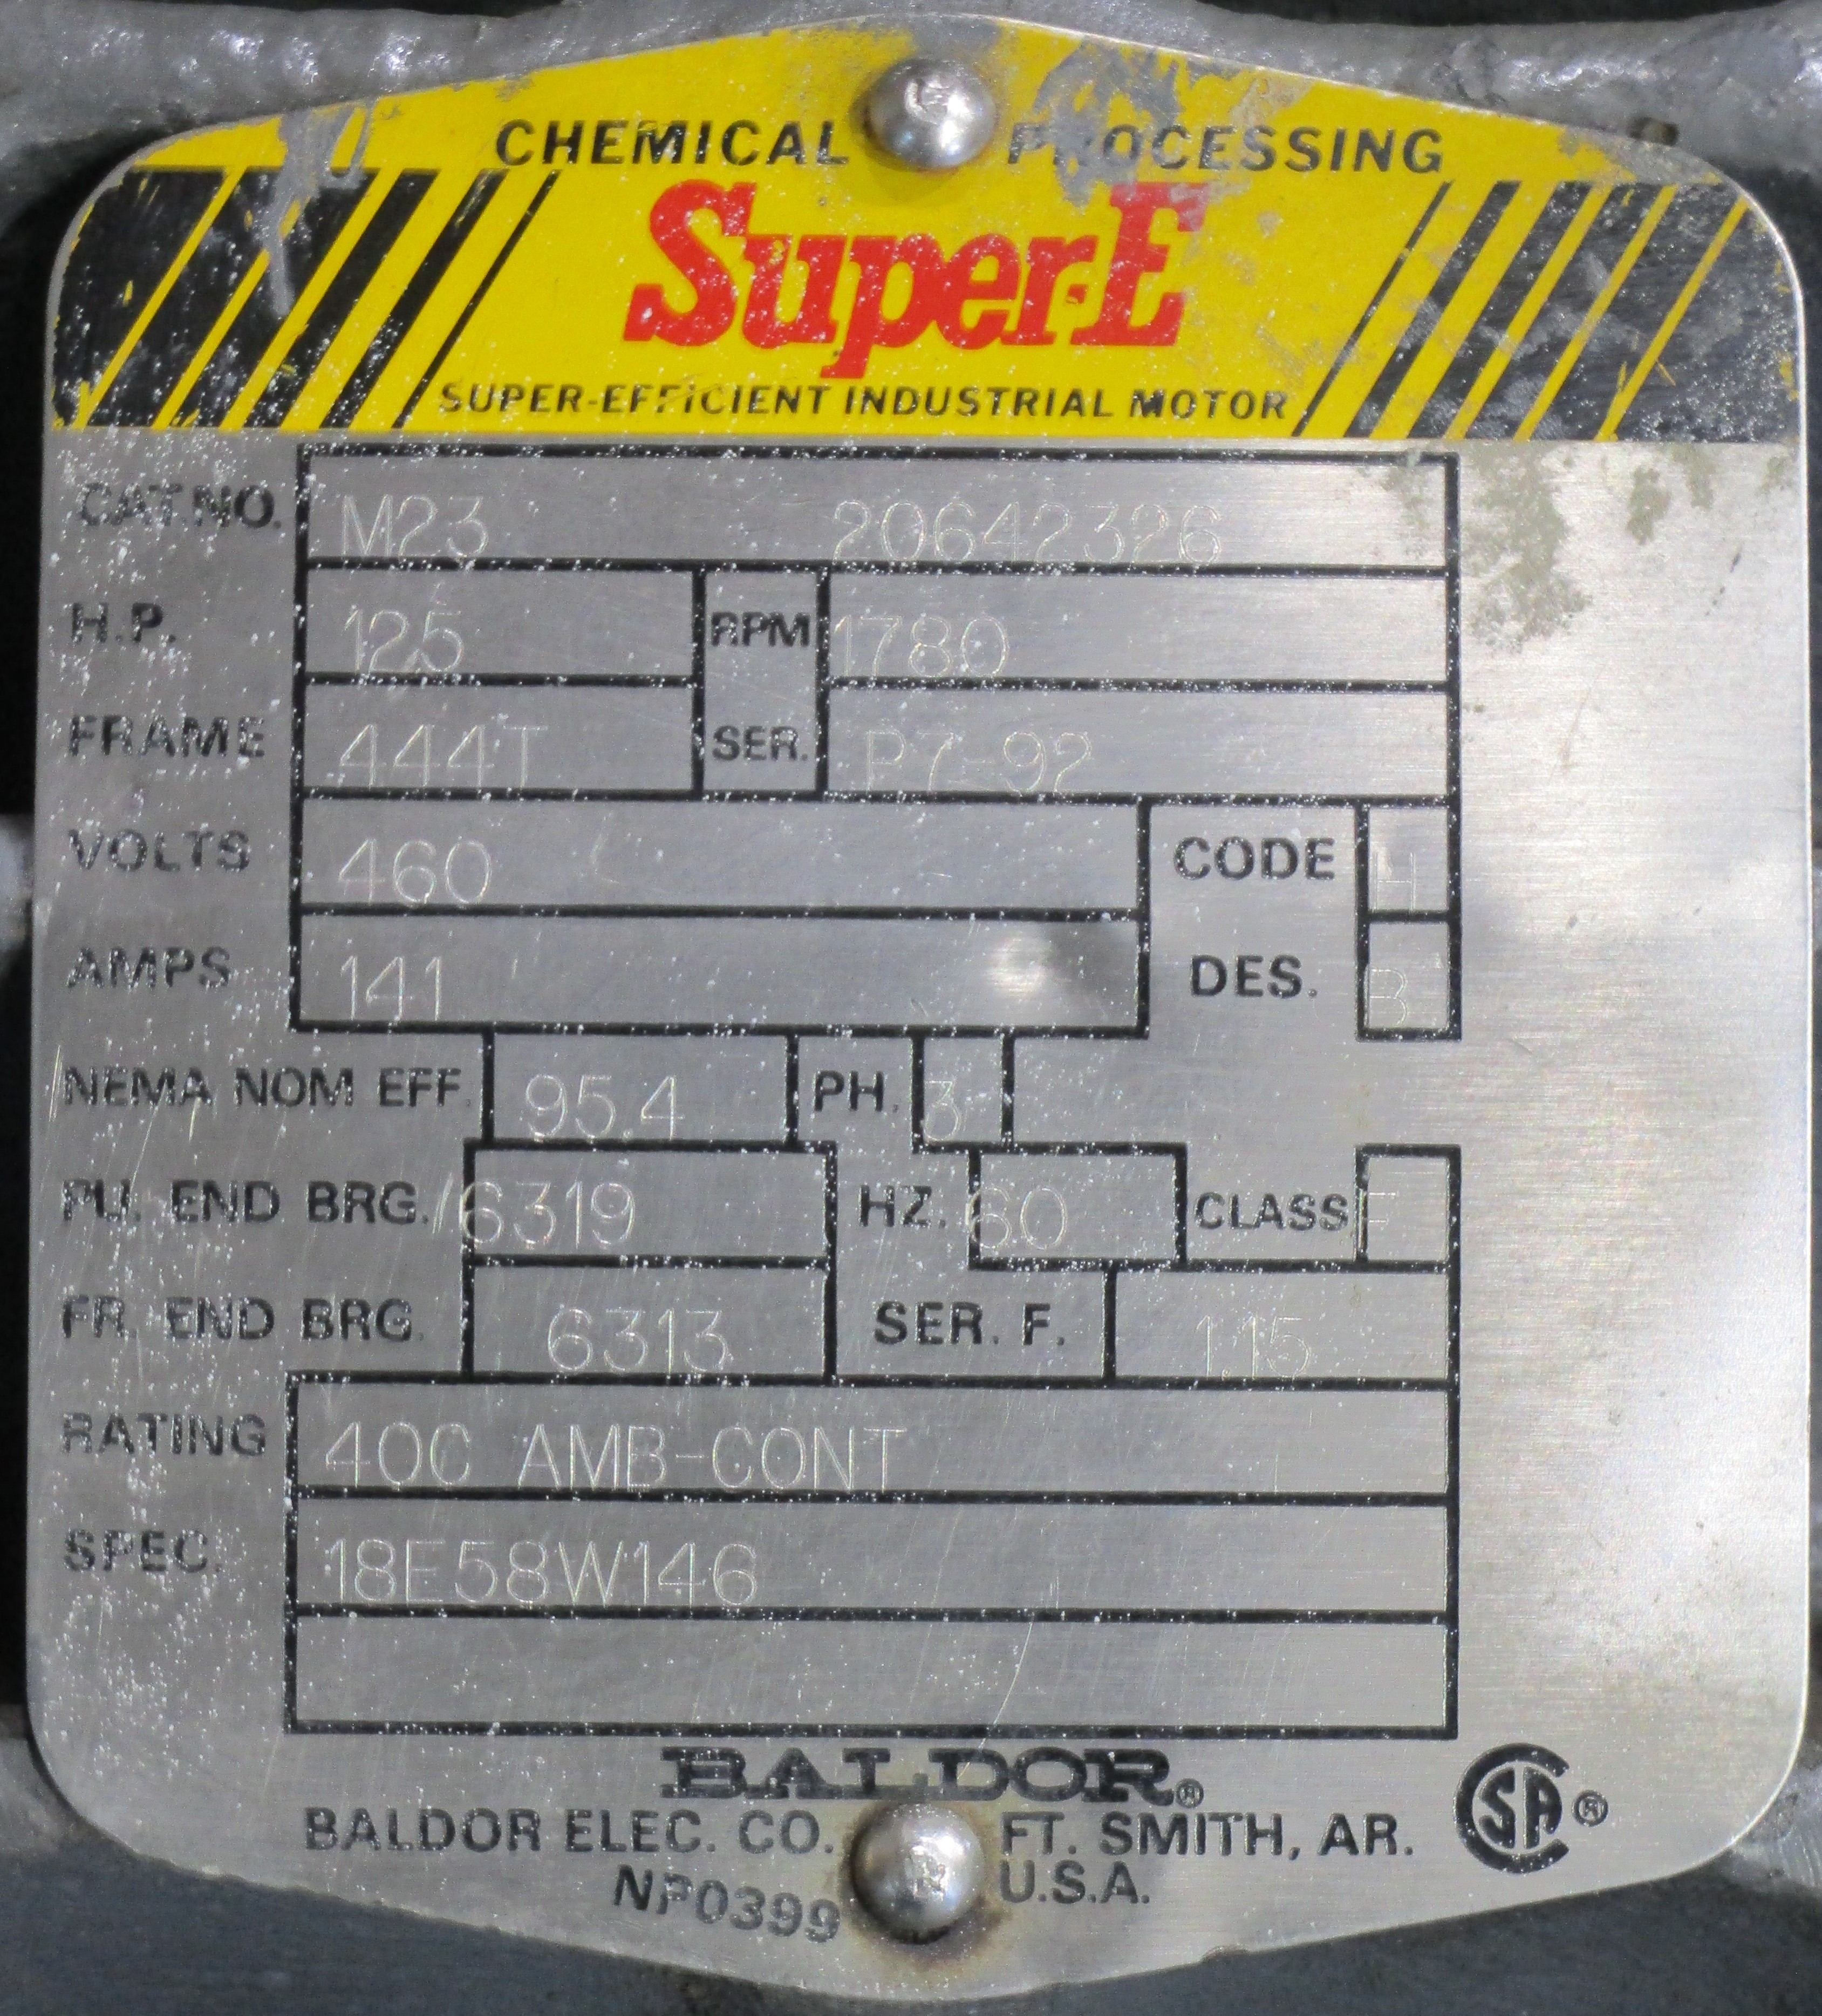 CHEMICAL PROCESSING
Super-E
SUPER-EFFICIENT INDUSTRIAL MOTOR
CAT.NO. M23 20642326
H.P. 125 RPM 1780
FRAME 444T SER. P7-92
VOLTS 460 CODE H
AMPS 141 DES. B
NEMA NOM EFF. 95.4 PH. 3
PU. END BRG. 6319 HZ. 60 CLASS F
FR. END BRG. 6313 SER. F. 1.15
RATING 40C AMB-CONT
SPEC. 18E58W146
BALDOR®
BALDOR ELEC. CO. FT. SMITH, AR.
NP0399 U.S.A.
SA®